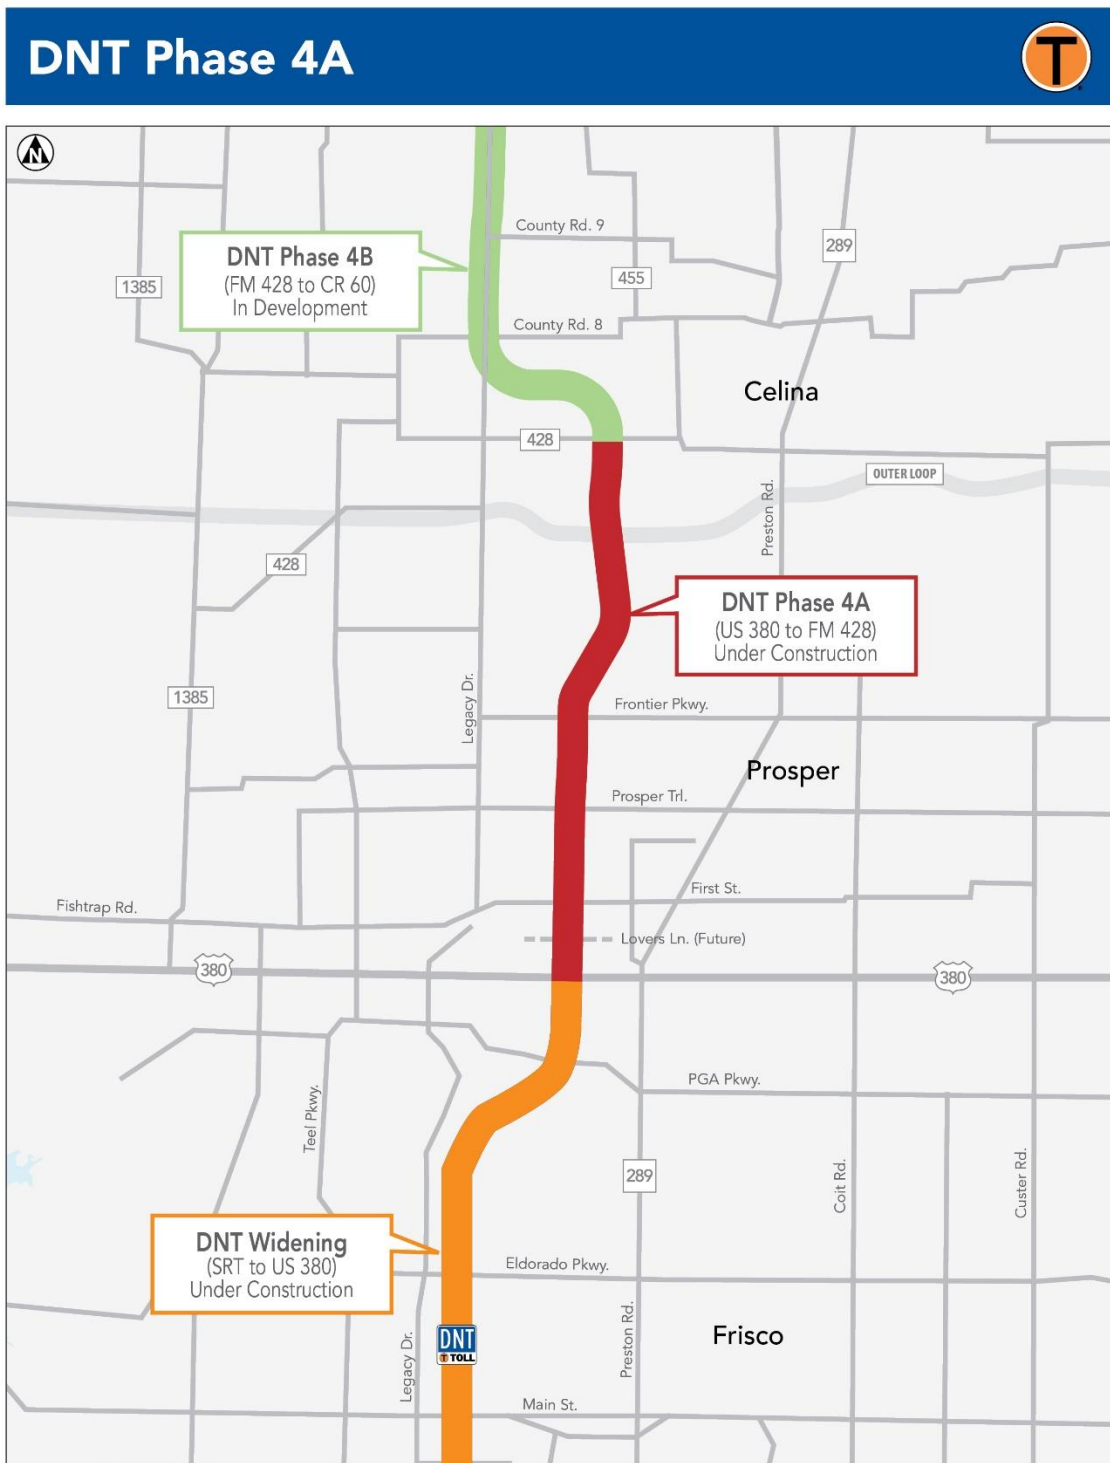 DNT Phase 4A
T
N
County Rd. 9
289
DNT Phase 4B
(FM 428 to CR 60)
In Development
455
1385
County Rd. 8
Celina
428
OUTER LOOP
Preston Rd.
428
DNT Phase 4A
(US 380 to FM 428)
Under Construction
1385
Legacy Dr.
Frontier Pkwy.
Prosper
Prosper Trl.
First St.
Fishtrap Rd.
Lovers Ln. (Future)
380
380
PGA Pkwy.
Teel Pkwy.
289
Coit Rd.
Custer Rd.
DNT Widening
(SRT to US 380)
Under Construction
Eldorado Pkwy.
Preston Rd.
Frisco
DNT
T TOLL
Legacy Dr.
Main St.